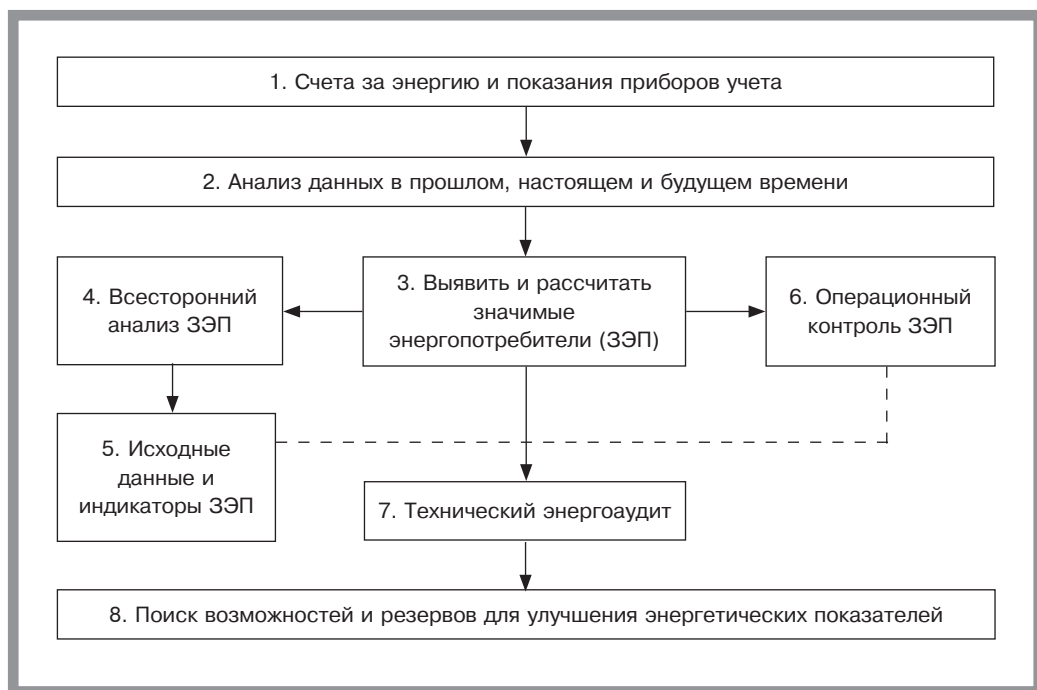 1. Счета за энергию и показания приборов учета
2. Анализ данных в прошлом, настоящем и будущем времени
4. Всесторонний
анализ ЗЭП
3. Выявить и рассчитать
значимые
энергопотребители (ЗЭП)
6. Операционный
контроль ЗЭП
5. Исходные
данные и
индикаторы ЗЭП
7. Технический энергоаудит
8. Поиск возможностей и резервов для улучшения энергетических показателей